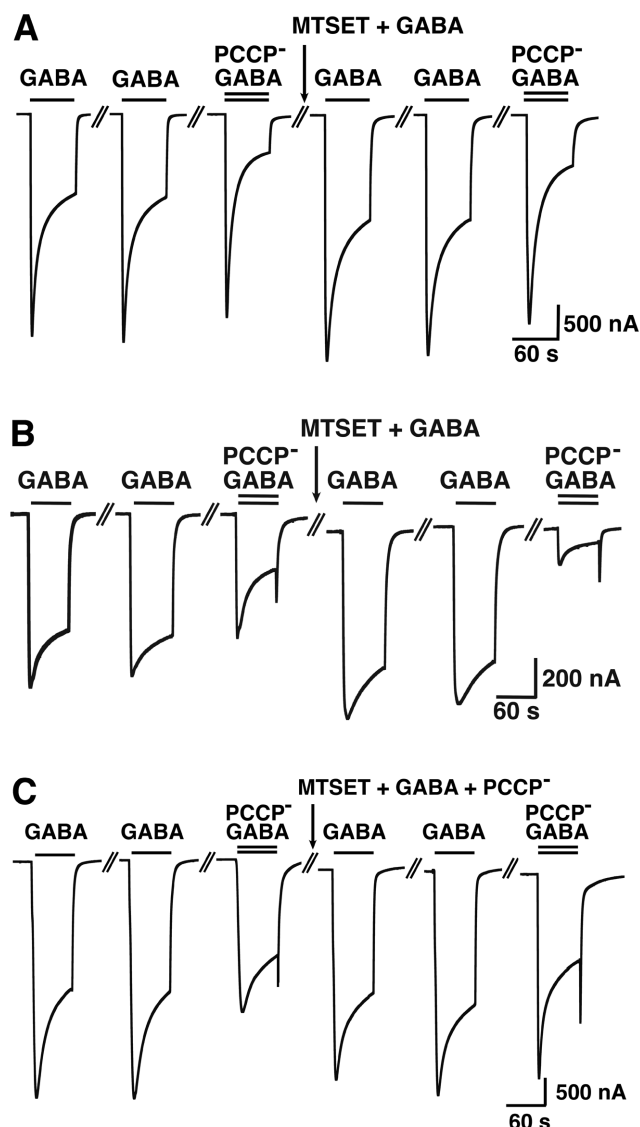 A
MTSET + GABA
PCCP-
GABA GABA GABA GABA GABA PCCP- GABA
500 nA
60 s
B
MTSET + GABA
PCCP- PCCP-
GABA GABA GABA GABA GABA GABA
200 nA
60 s
C
MTSET + GABA + PCCP-
PCCP- PCCP-
GABA GABA GABA GABA GABA GABA
500 nA
60 s